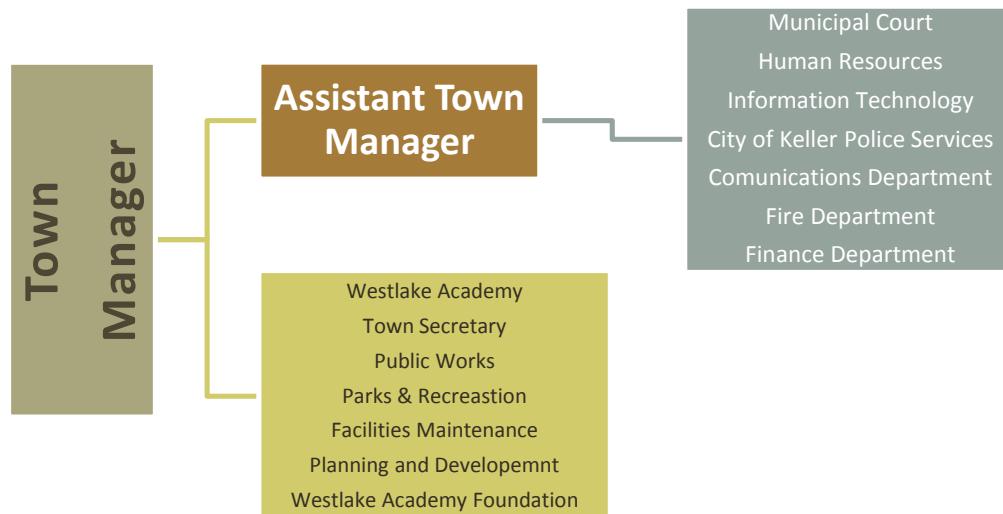 Town
Manager
Assistant Town
Manager
Municipal Court
Human Resources
Information Technology
City of Keller Police Services
Comunications Department
Fire Department
Finance Department
Westlake Academy
Town Secretary
Public Works
Parks & Recreastion
Facilities Maintenance
Planning and Developemnt
Westlake Academy Foundation